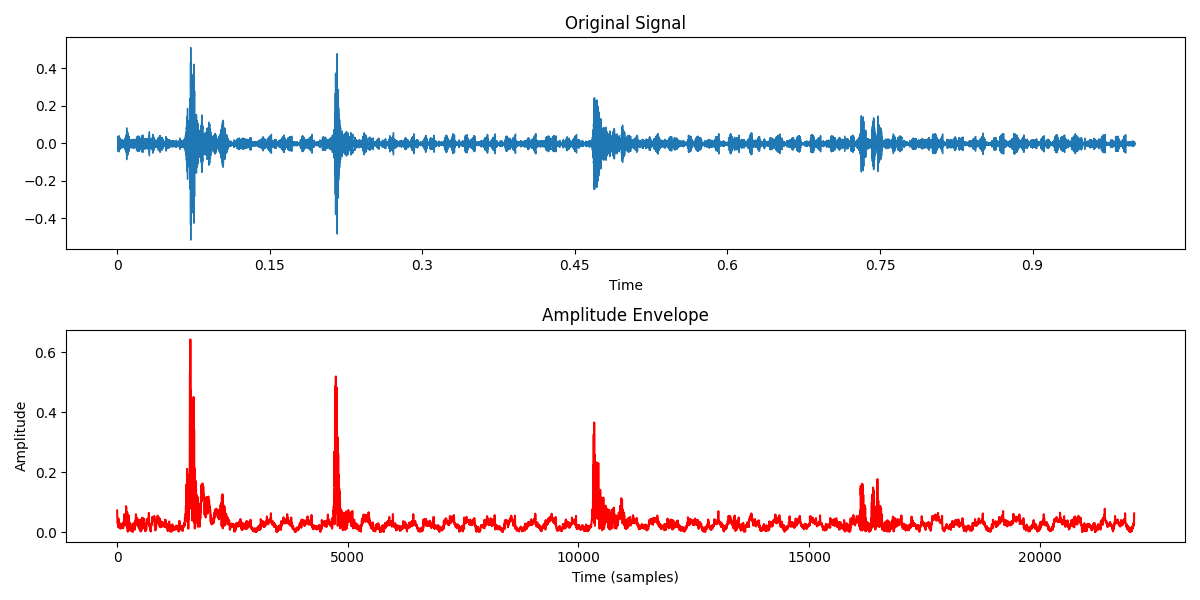 Original Signal
0.4
0.2
0.0
−0.2
−0.4
0 0.15 0.3 0.45 0.6 0.75 0.9
Time
Amplitude Envelope
Amplitude
0.6
0.4
0.2
0.0
0 5000 10000 15000 20000
Time (samples)